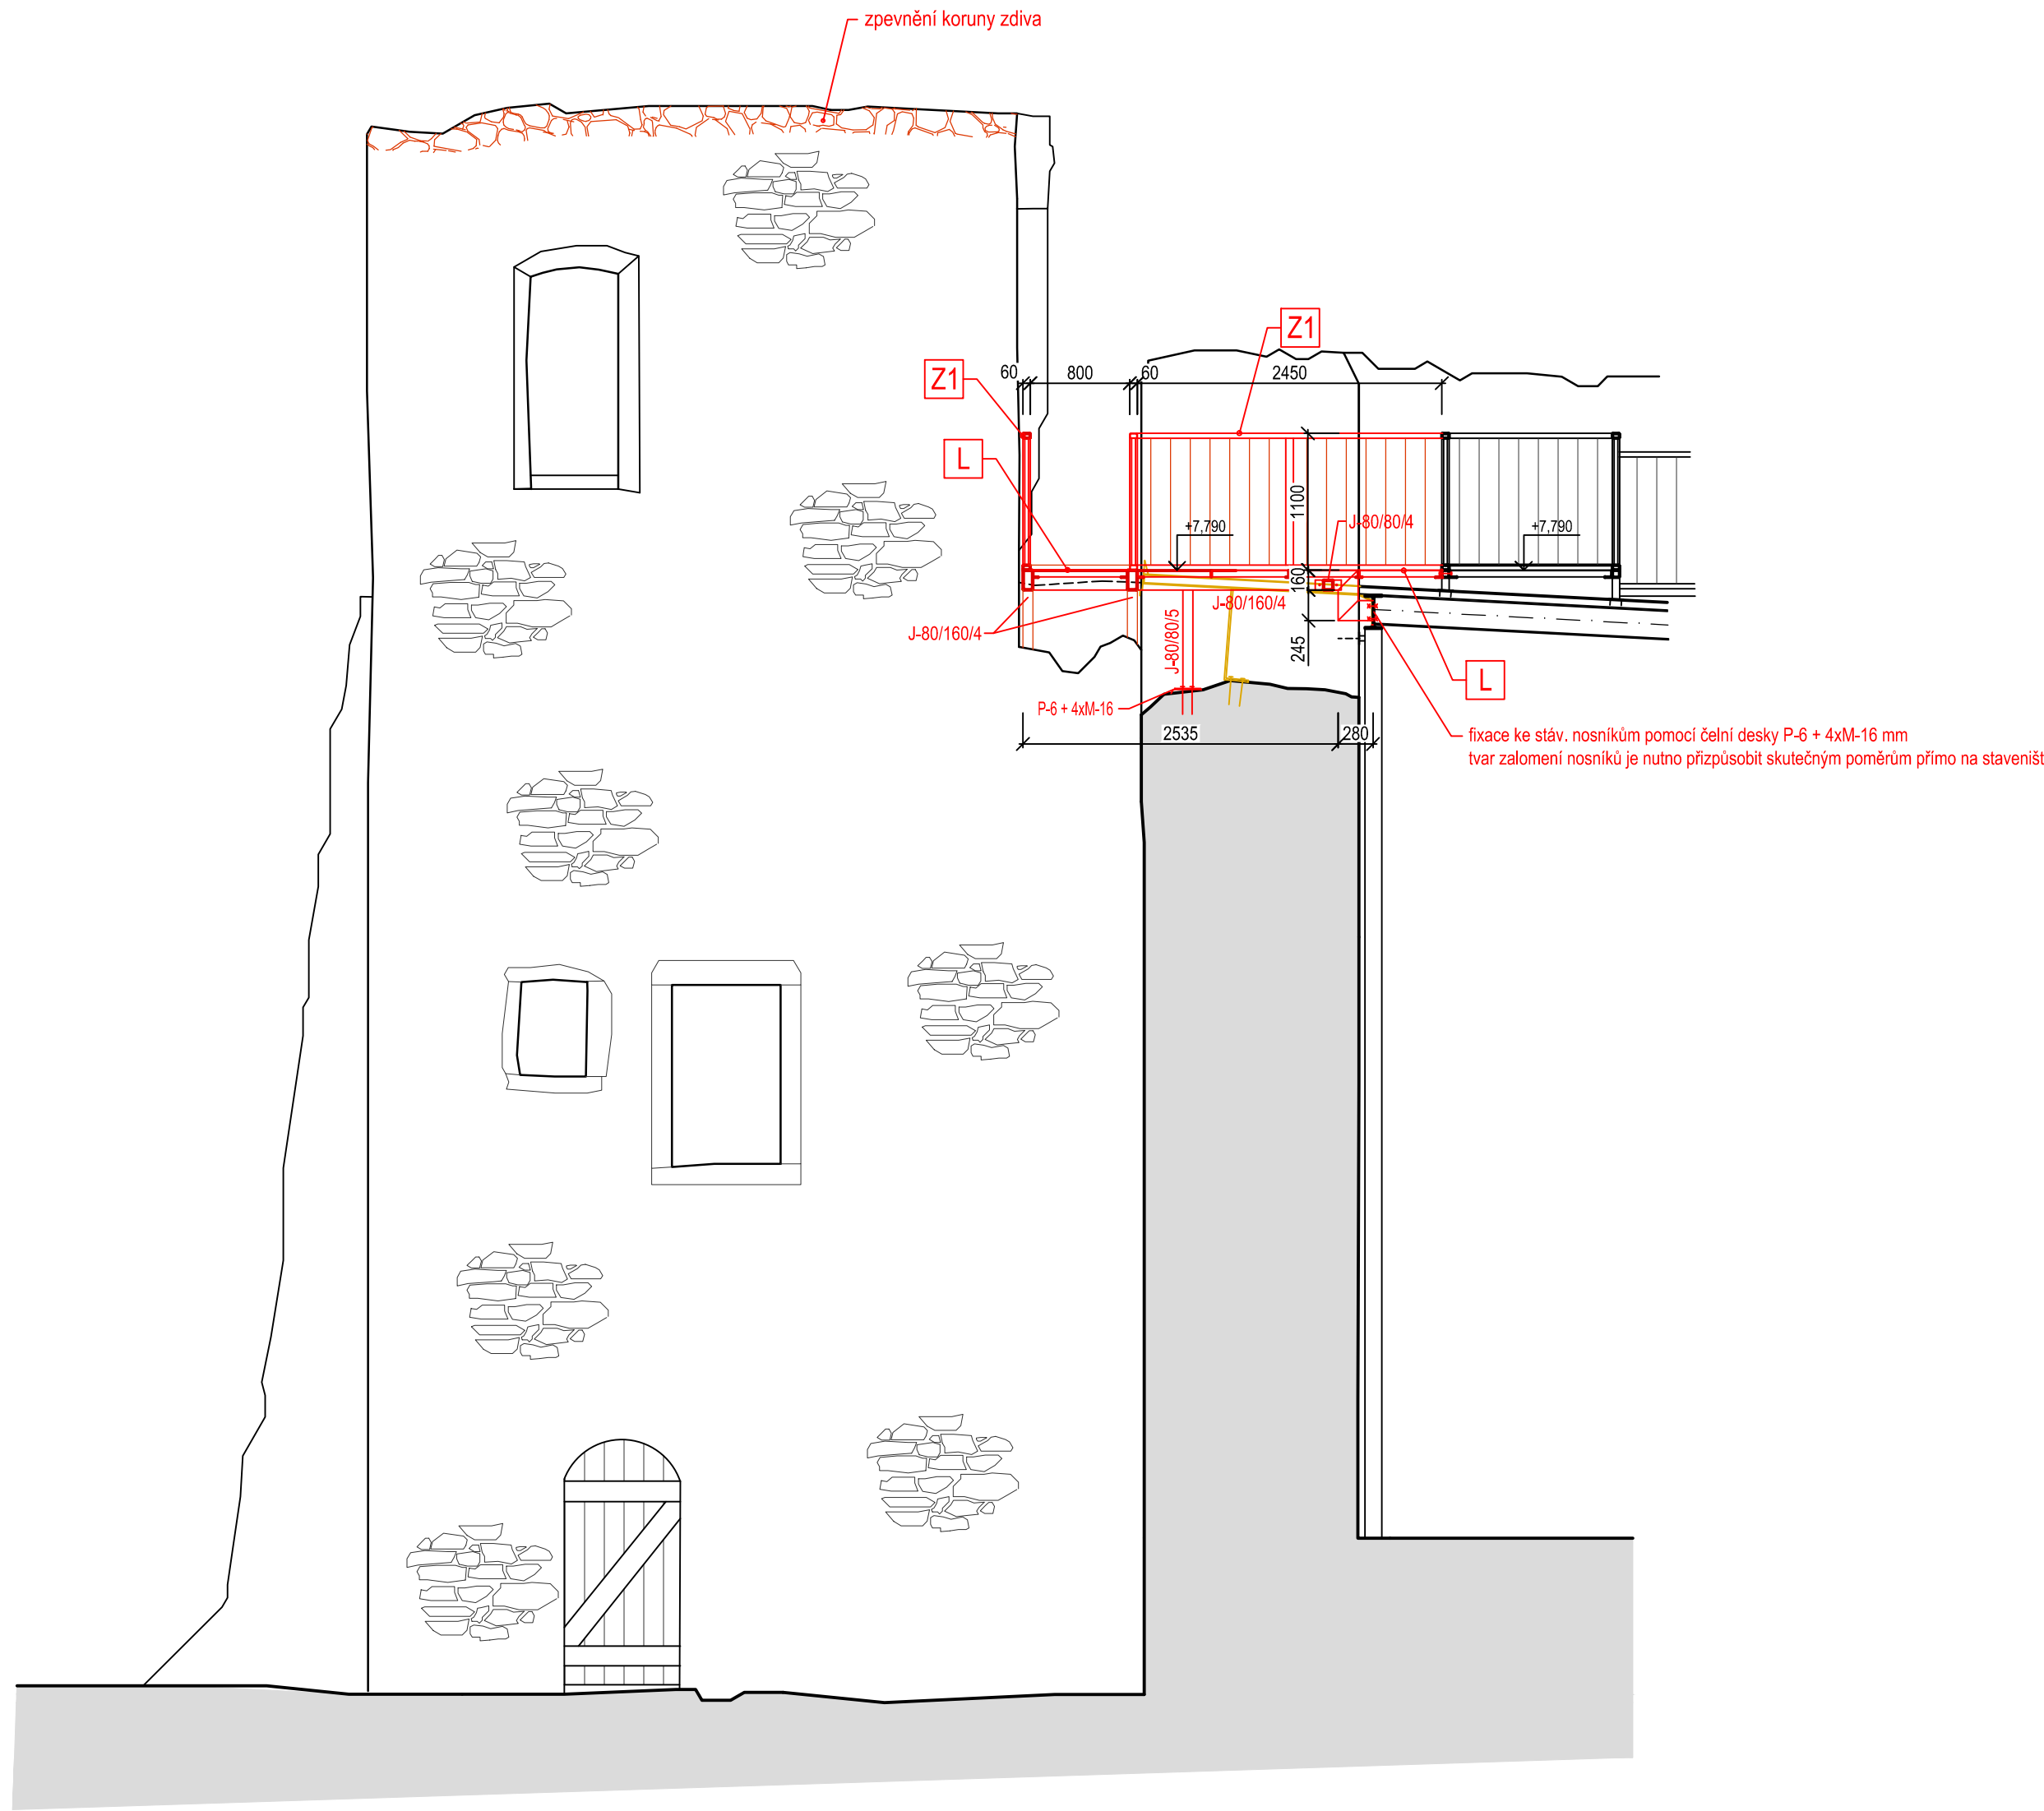 zpevnění koruny zdiva
Z1
Z1
60
800
60
2450
L
1100
J-80/80/4
+7,790
+7,790
160
J-80/160/4
J-80/160/4
J-80/80/5
245
L
P-6 + 4xM-16
2535
280
fixace ke stáv. nosníkům pomocí čelní desky P-6 + 4xM-16 mm
tvar zalomení nosníků je nutno přizpůsobit skutečným poměrům přímo na staveništ